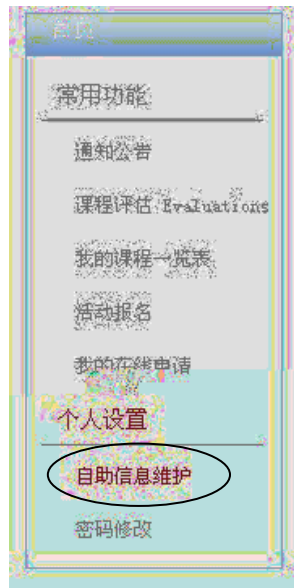 首页
常用功能
通知公告
课程评估 Evaluations
我的课程一览表
活动报名
我的在线申请
个人设置
自助信息维护
密码修改